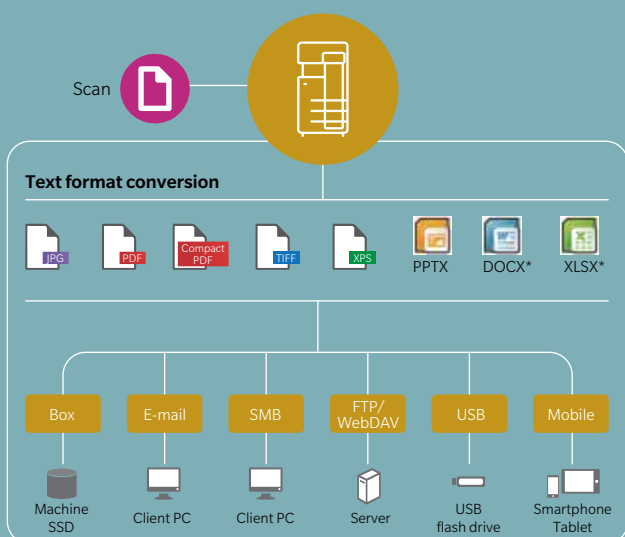 Scan
Text format conversion
JPG
PDF
Compact
PDF
TIFF
XPS
PPTX
DOCX*
XLSX*
Box
E-mail
SMB
FTP/
WebDAV
USB
Mobile
Machine
SSD
Client PC
Client PC
Server
USB
flash drive
Smartphone
Tablet